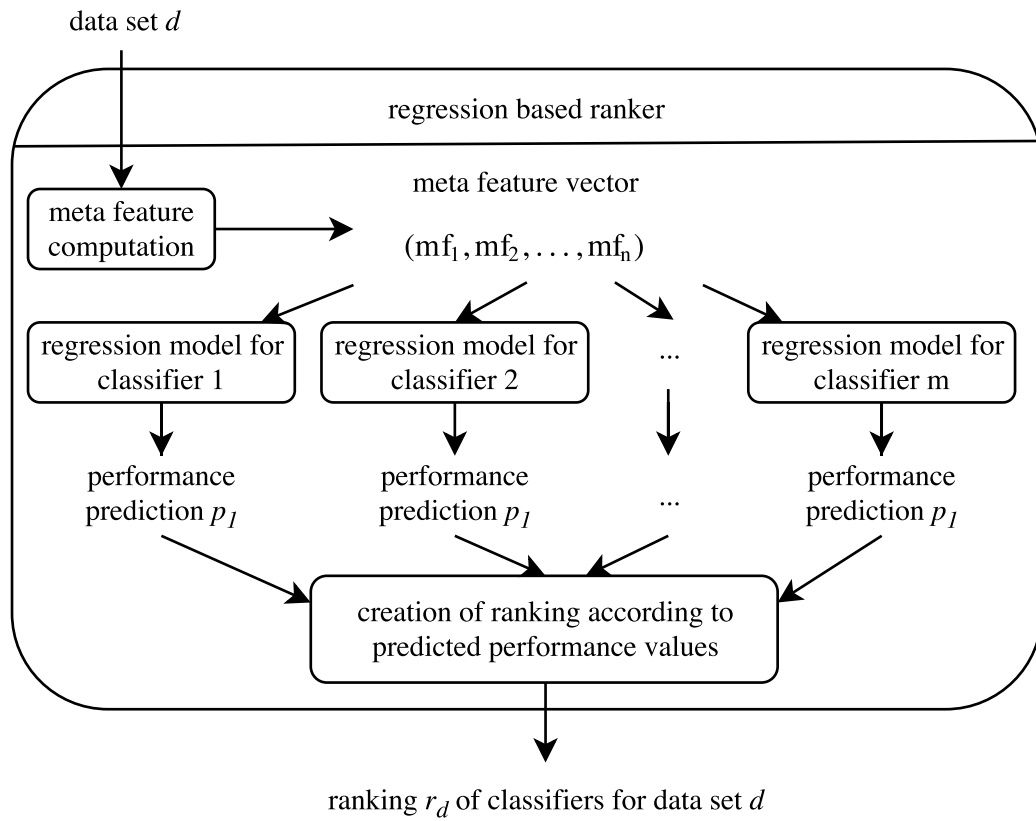 data set d
regression based ranker
meta feature
computation
meta feature vector
(mf₁, mf₂, . . . , mfₙ)
regression model for
classifier 1
regression model for
classifier 2
...
regression model for
classifier m
performance
prediction p₁
performance
prediction p₁
...
performance
prediction p₁
creation of ranking according to
predicted performance values
ranking r_d of classifiers for data set d